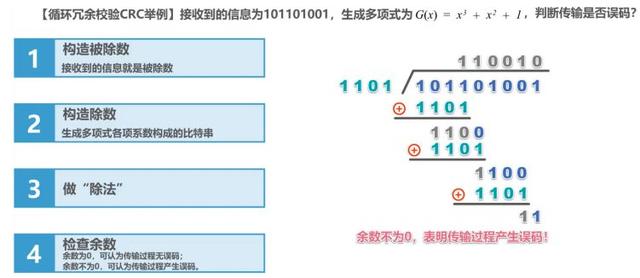 【循环冗余校验CRC举例】接收到的信息为101101001，生成多项式为 G(x) = x³ + x² + 1，判断传输是否误码？
1
构造被除数
接收到的信息就是被除数
2
构造除数
生成多项式各项系数构成的比特串
3
做“除法”
4
检查余数
余数为0，可认为传输过程无误码；
余数不为0，可认为传输过程产生误码。
110010
1101 101101001
⊕ 1101
1100
⊕ 1101
1100
⊕ 1101
11
余数不为0，表明传输过程产生误码！